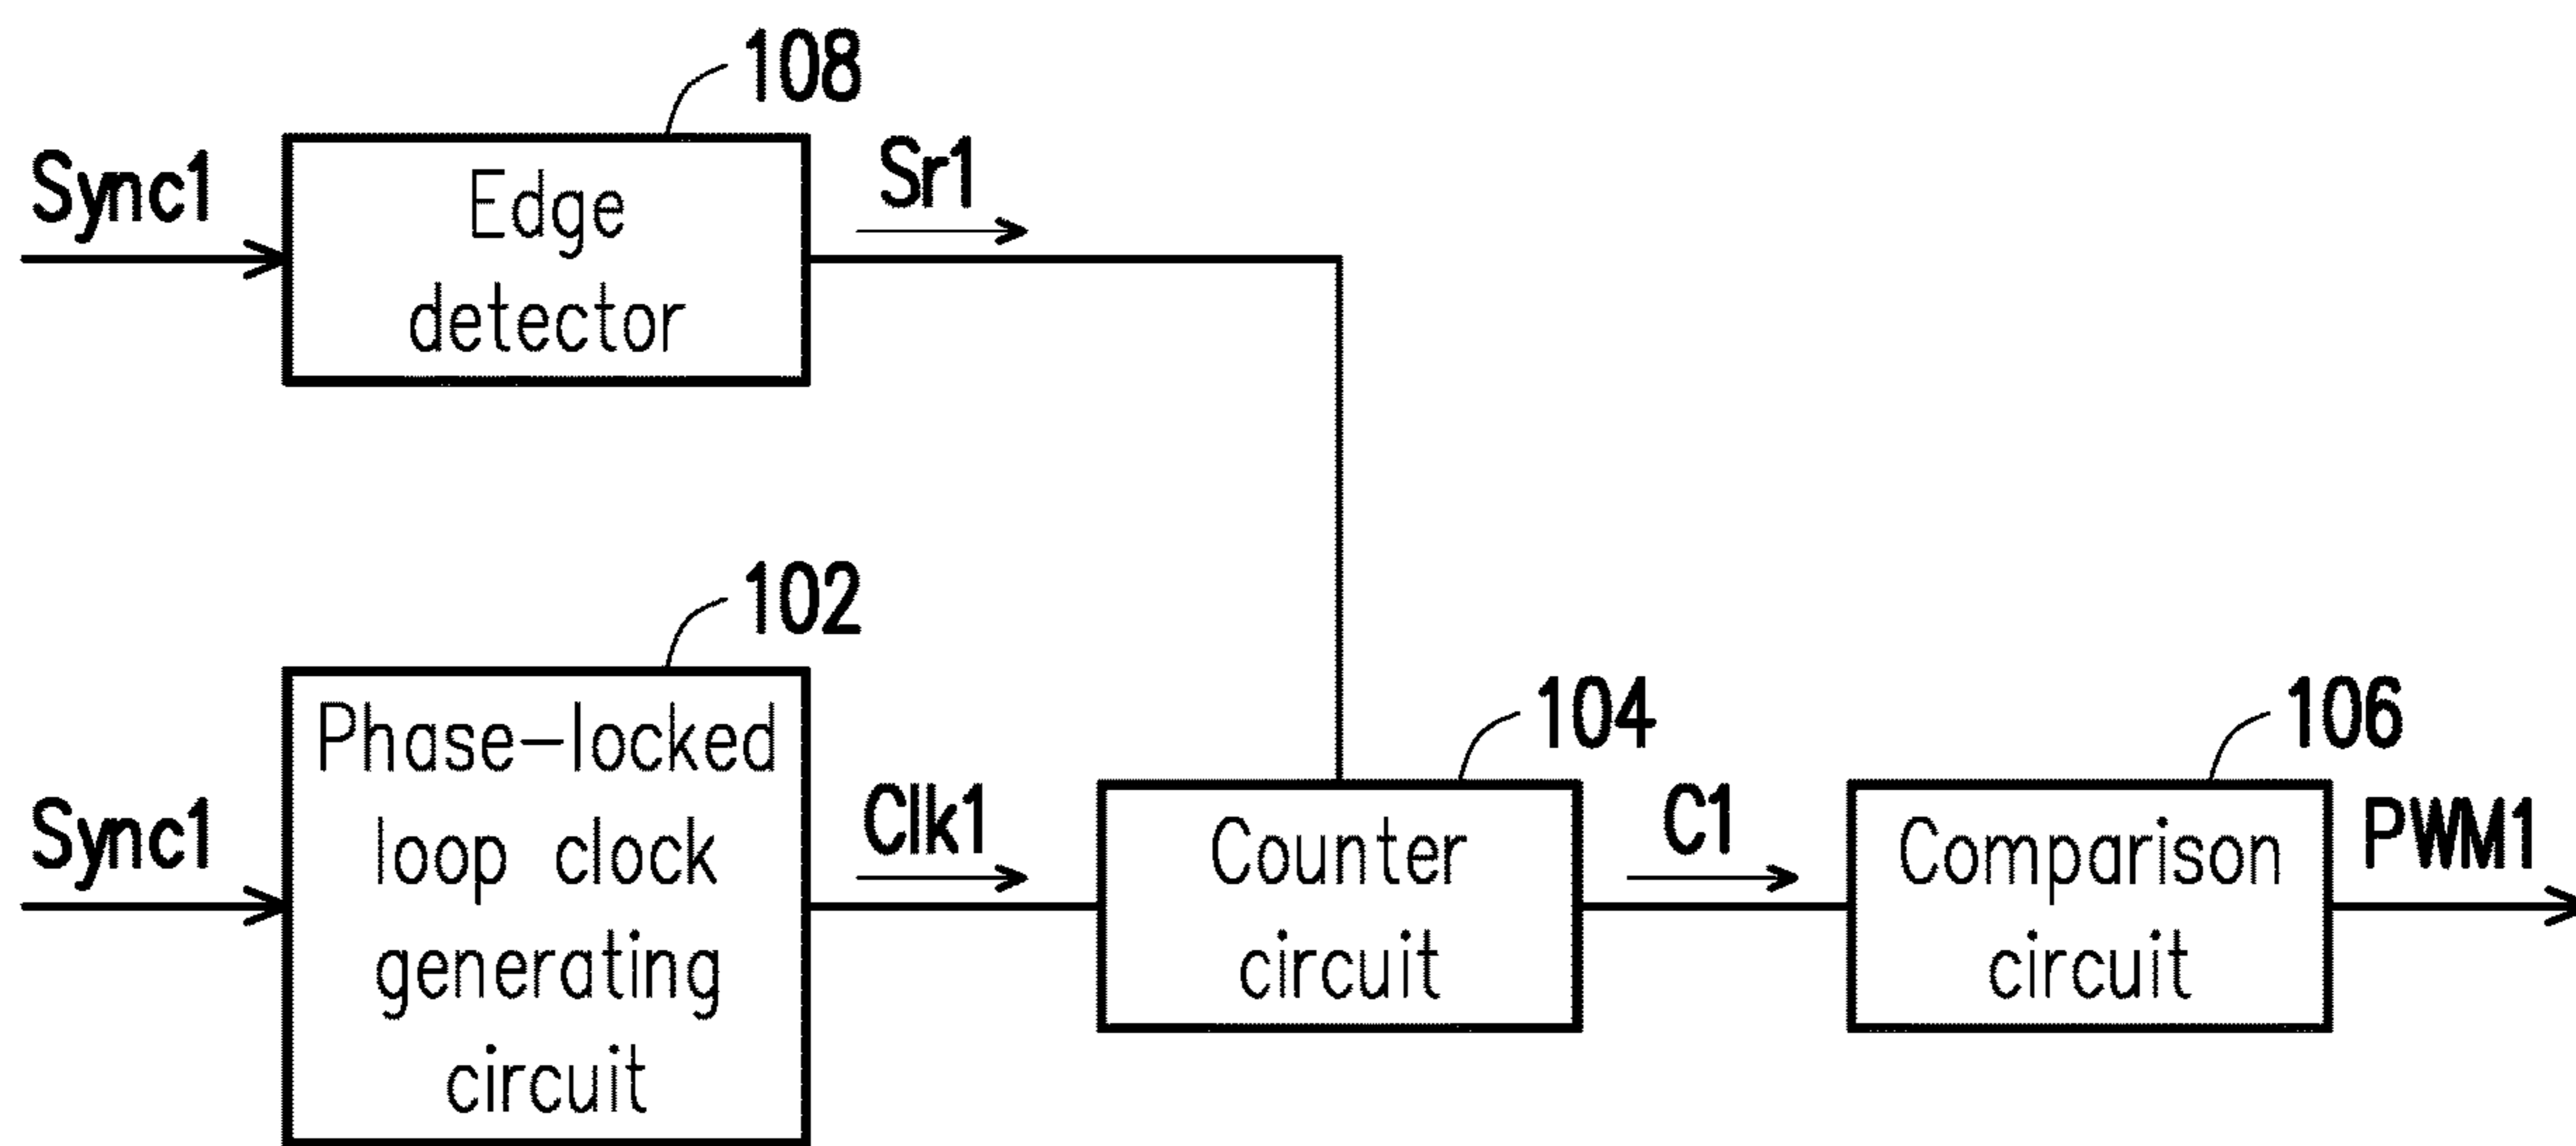 108
Sync1
Edge
detector
Sr1
102
Sync1
Phase-locked
loop clock
generating
circuit
Clk1
104
Counter
circuit
C1
106
Comparison
circuit
PWM1